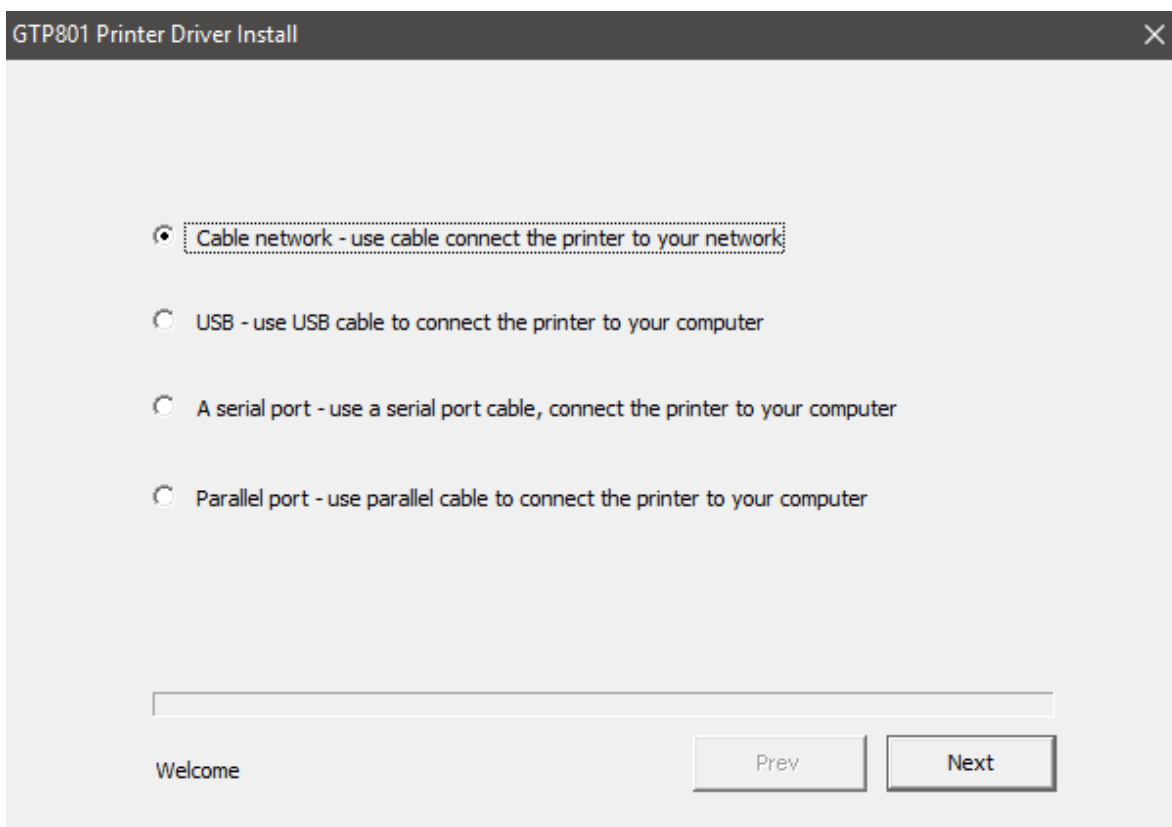 GTP801 Printer Driver Install
Cable network - use cable connect the printer to your network
USB - use USB cable to connect the printer to your computer
A serial port - use a serial port cable, connect the printer to your computer
Parallel port - use parallel cable to connect the printer to your computer
Welcome
Prev
Next